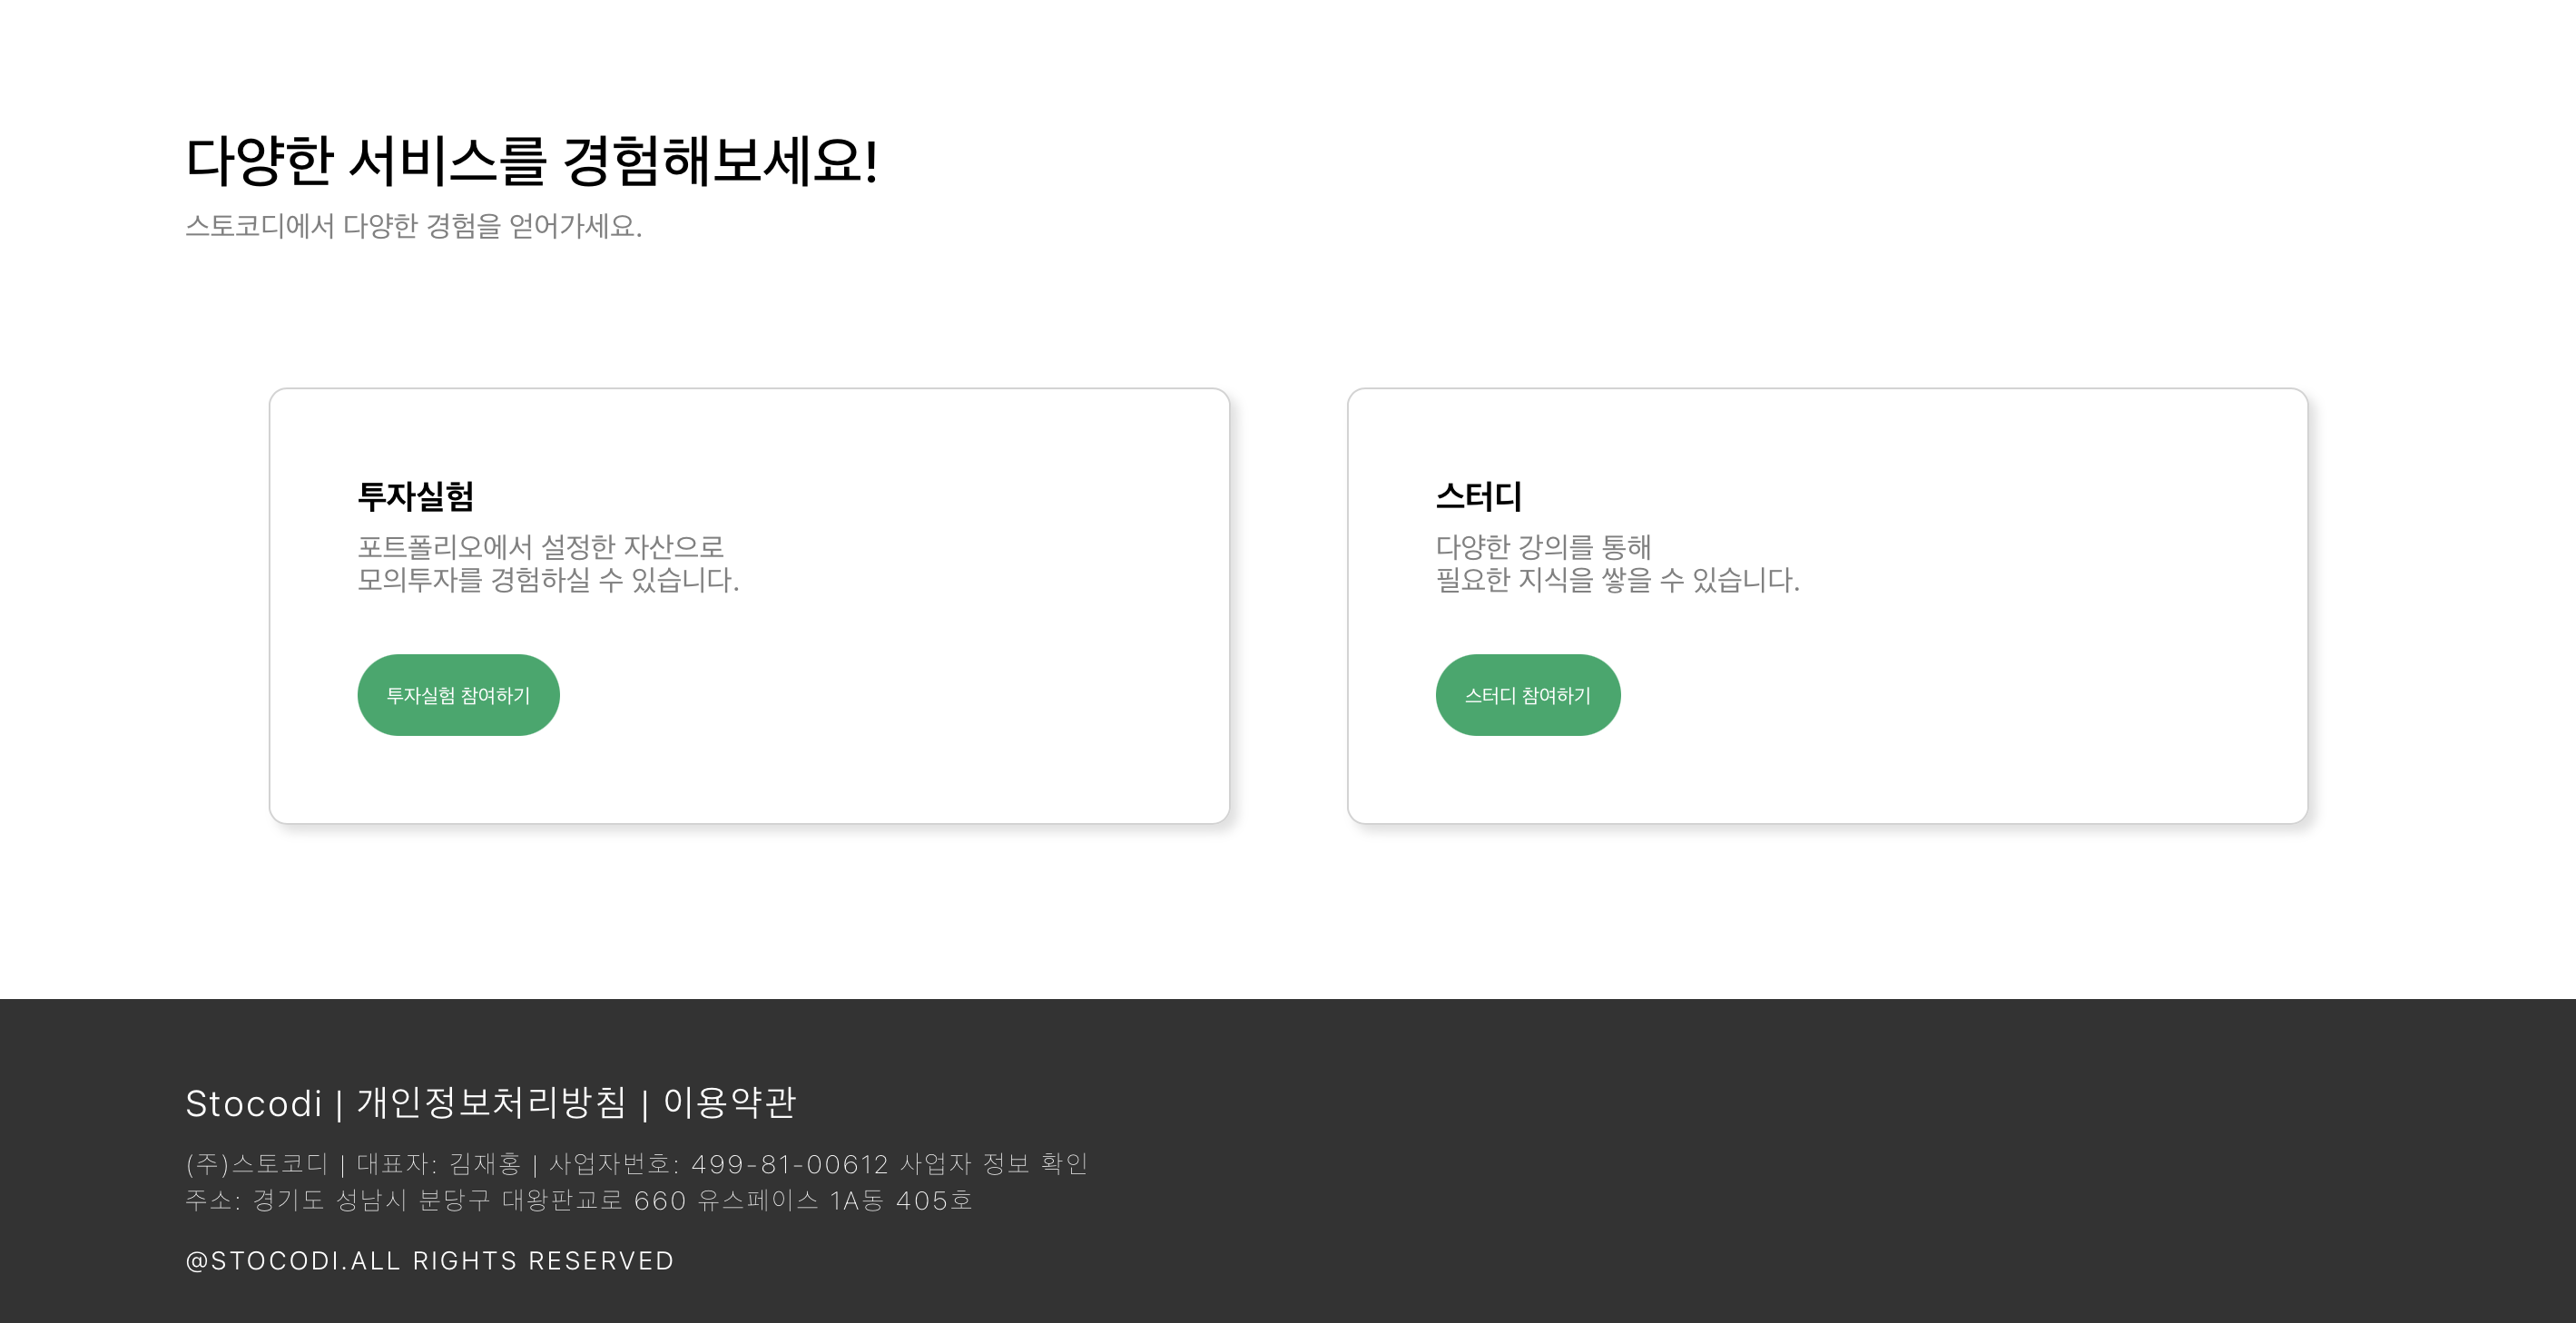 다양한 서비스를 경험해보세요!
스토코디에서 다양한 경험을 얻어가세요.
투자실험
포트폴리오에서 설정한 자산으로
모의투자를 경험하실 수 있습니다.
투자실험 참여하기
스터디
다양한 강의를 통해
필요한 지식을 쌓을 수 있습니다.
스터디 참여하기
Stocodi | 개인정보처리방침 | 이용약관
(주)스토코디 | 대표자: 김재홍 | 사업자번호: 499-81-00612 사업자 정보 확인
주소: 경기도 성남시 분당구 대왕판교로 660 유스페이스 1A동 405호
@STOCODI.ALL RIGHTS RESERVED